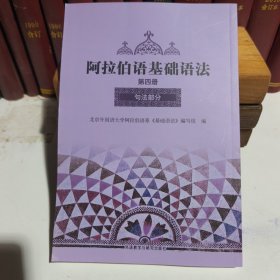 阿拉伯语基础语法
第四册
句法部分
北京外国语大学阿拉伯语系《基础语法》编写组 编